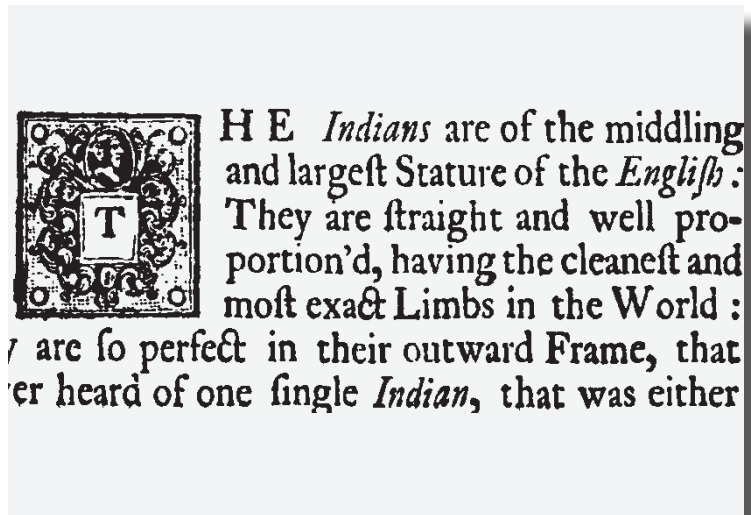 THE Indians are of the middling
and largeſt Stature of the Engliſh :
They are ſtraight and well pro-
portion'd, having the cleaneſt and
moſt exact Limbs in the World :
are ſo perfect in their outward Frame, that
heard of one ſingle Indian, that was either